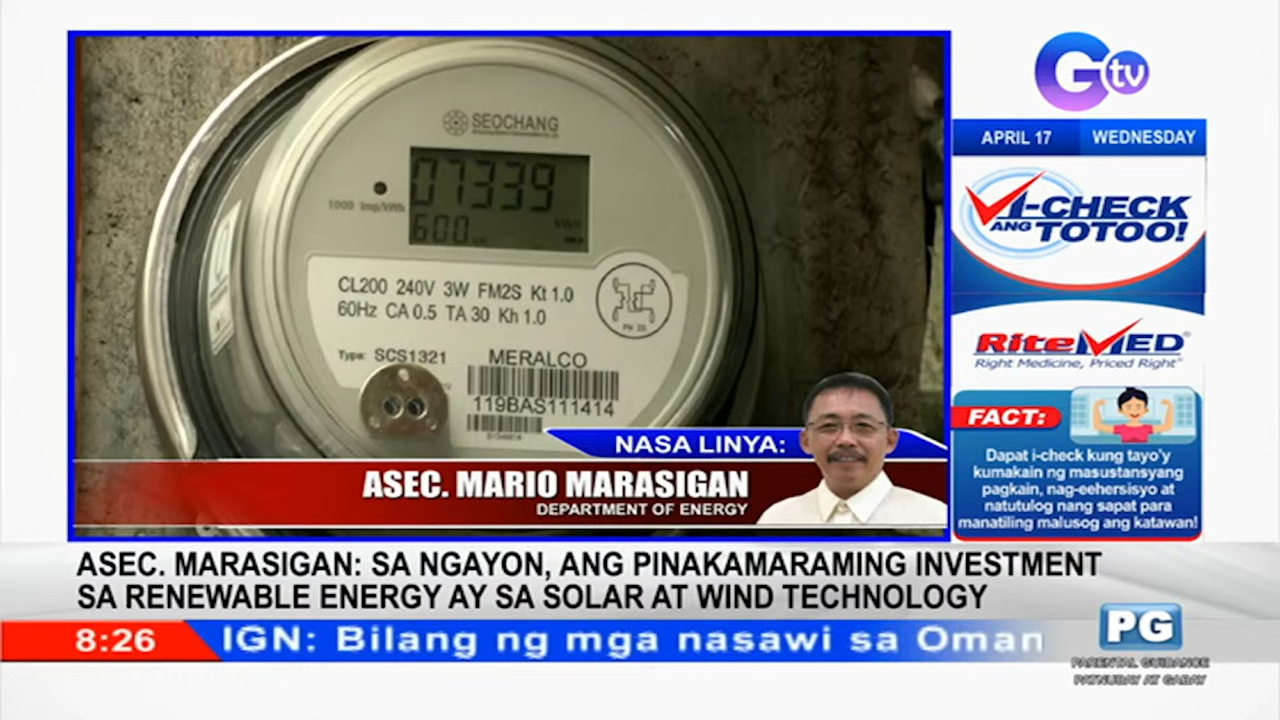 SEOCHANG
07339
600
1000 Imp/kWh
CL200 240V 3W FM2S Kt 1.0
60Hz CA 0.5 TA 30 Kh 1.0
Type: SCS1321
MERALCO
119BAS111414
NASA LINYA:
ASEC. MARIO MARASIGAN
DEPARTMENT OF ENERGY
Gtv
APRIL 17 WEDNESDAY
I-CHECK
ANG TOTOO!
RiteMED
Right Medicine, Priced Right
FACT:
Dapat i-check kung tayo'y
kumakain ng masustansyang
pagkain, nag-eehersisyo at
natutulog nang sapat para
manatiling malusog ang katawan!
ASEC. MARASIGAN: SA NGAYON, ANG PINAKAMARAMING INVESTMENT
SA RENEWABLE ENERGY AY SA SOLAR AT WIND TECHNOLOGY
8:26 IGN: Bilang ng mga nasawi sa Oman
PG
PARENTAL GUIDANCE
PATNUBAY AT GABAY